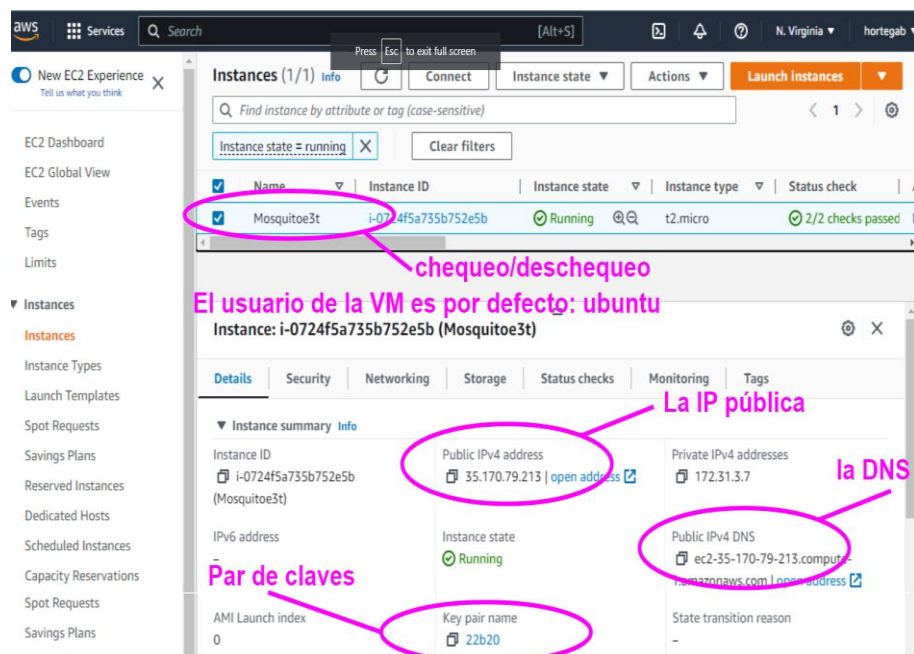 aws Services Search [Alt+S] N. Virginia ▼ hortegab
Press Esc to exit full screen
New EC2 Experience
Tell us what you think
Instances (1/1) Info Connect Instance state ▼ Actions ▼ Launch instances ▼
Find instance by attribute or tag (case-sensitive) 1
Instance state = running Clear filters
Name Instance ID Instance state Instance type Status check
Mosquitoe3t i-0724f5a735b752e5b Running t2.micro 2/2 checks passed
chequeo/deschequeo
El usuario de la VM es por defecto: ubuntu
EC2 Dashboard
EC2 Global View
Events
Tags
Limits
Instances
Instances
Instance Types
Launch Templates
Spot Requests
Savings Plans
Reserved Instances
Dedicated Hosts
Scheduled Instances
Capacity Reservations
Spot Requests
Savings Plans
Instance: i-0724f5a735b752e5b (Mosquitoe3t)
Details Security Networking Storage Status checks Monitoring Tags
La IP pública
Instance summary Info
Instance ID
i-0724f5a735b752e5b
(Mosquitoe3t)
Public IPv4 address
35.170.79.213 | open address
Private IPv4 addresses
172.31.3.7
la DNS
IPv6 address
–
Instance state
Running
Public IPv4 DNS
ec2-35-170-79-213.compute-
1.amazonaws.com | open address
Par de claves
AMI Launch index
0
Key pair name
22b20
State transition reason
–